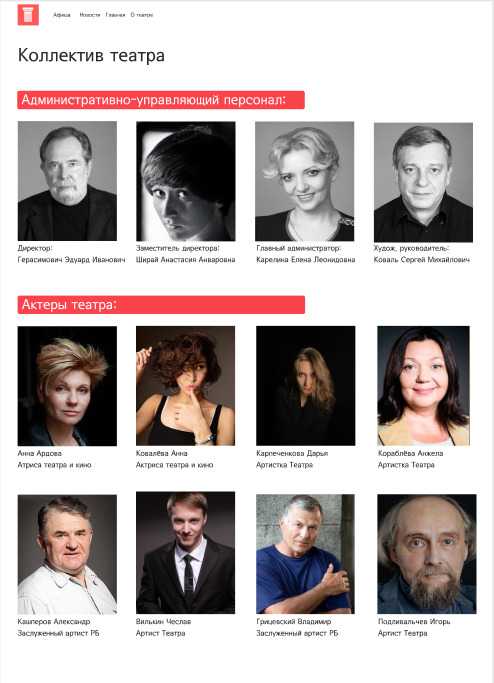 Афиша Новости Главная О театре
Коллектив театра
Административно-управляющий персонал:
Директор:
Герасимович Эдуард Иванович
Заместитель директора:
Ширай Анастасия Анваровна
Главный администратор:
Карелина Елена Леонидовна
Худож. руководитель:
Коваль Сергей Михайлович
Актеры театра:
Анна Ардова
Атриса театра и кино
Ковалёва Анна
Актриса театра и кино
Карпеченкова Дарья
Артистка Театра
Кораблёва Анжела
Артистка Театра
Кашперов Александр
Заслуженный артист РБ
Вилькин Чеслав
Артист Театра
Грицевский Владимир
Заслуженный артист РБ
Подливальчев Игорь
Артист Театра